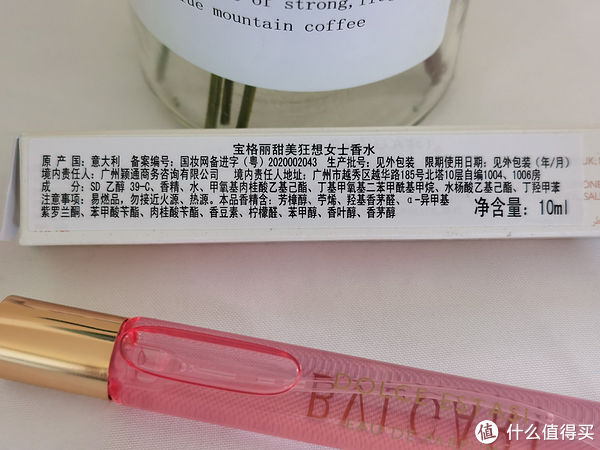 of strong,
mountain coffee
宝格丽甜美狂想女士香水
原 产 国：意大利 备案编号：国妆网备进字（粤）2020002043 生产批号：见外包装 限期使用日期：见外包装（年/月）
境内责任人：广州颖通商务咨询有限公司 境内责任人地址：广州市越秀区越华路185号北塔10层自编1004、1006房
成 分：SD 乙醇 39-C、香精、水、甲氧基肉桂酸乙基己酯、丁基甲氧基二苯甲酰基甲烷、水杨酸乙基己酯、丁羟甲苯
注意事项：易燃品，勿接近火源、热源。本品香精含：芳樟醇、苧烯、羟基香茅醛、α-异甲基
紫罗兰酮、苯甲酸苄酯、肉桂酸苄酯、香豆素、柠檬醛、苯甲醇、香叶醇、香茅醇
净含量：10ml
值 什么值得买